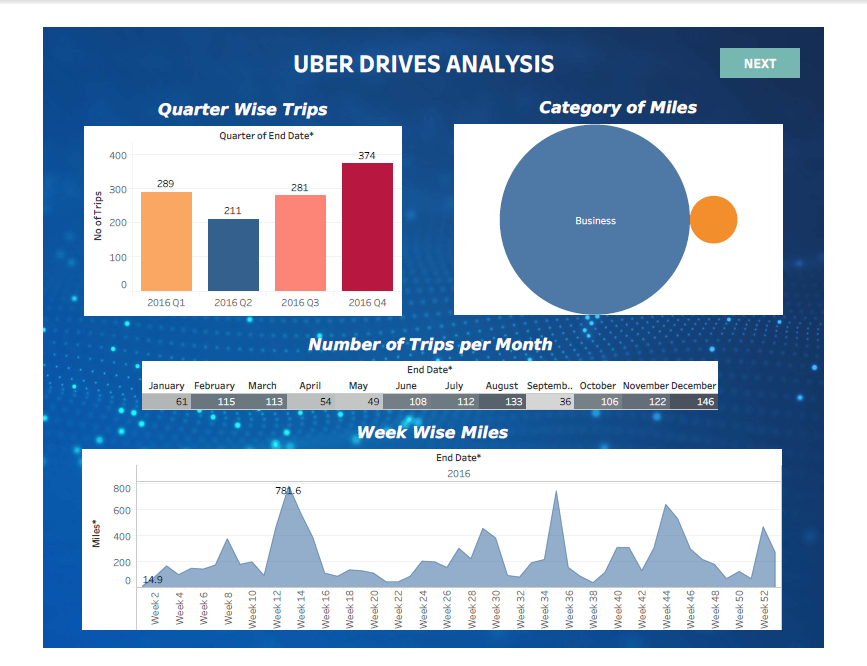 UBER DRIVES ANALYSIS
NEXT
Quarter Wise Trips
Quarter of End Date*
No of Trips
400
300
200
100
0
289
211
281
374
2016 Q1 2016 Q2 2016 Q3 2016 Q4
Category of Miles
Business
Number of Trips per Month
End Date*
January February March April May June July August Septemb.. October November December
61 115 113 54 49 108 112 133 36 106 122 146
Week Wise Miles
End Date*
2016
Miles*
800
600
400
200
0
781.6
14.9
Week 2 Week 4 Week 6 Week 8 Week 10 Week 12 Week 14 Week 16 Week 18 Week 20 Week 22 Week 24 Week 26 Week 28 Week 30 Week 32 Week 34 Week 36 Week 38 Week 40 Week 42 Week 44 Week 46 Week 48 Week 50 Week 52